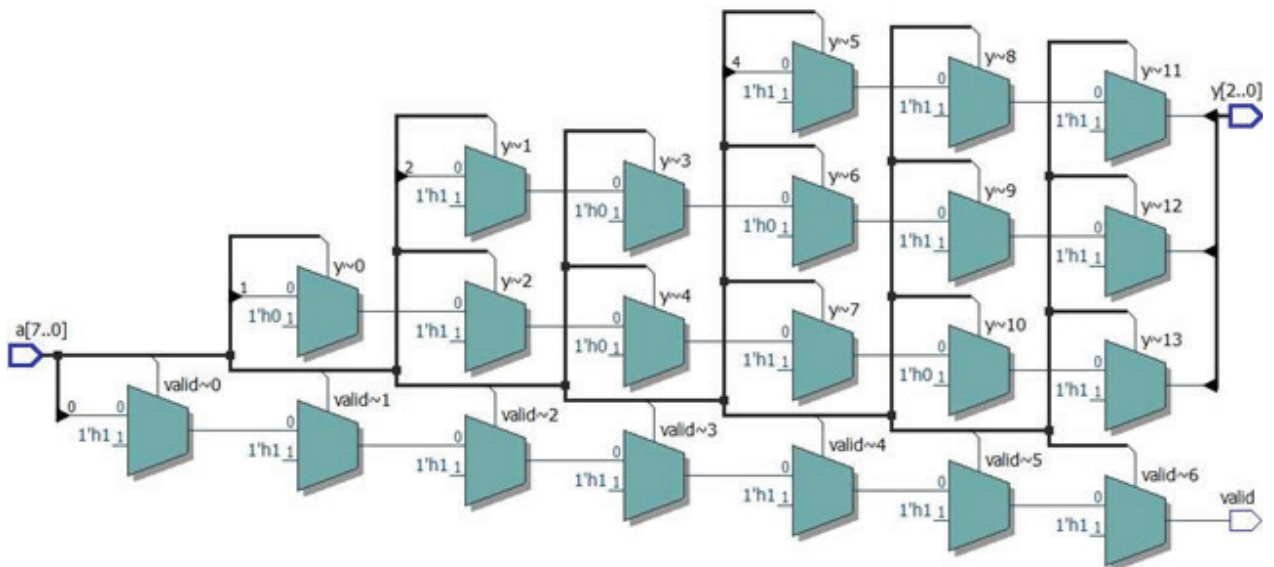 y~5
4
0
1'h1
1
y~8
0
1'h1
1
y~11
0
1'h1
1
y[2..0]
y~1
2
0
1'h1
1
y~3
0
1'h0
1
y~6
0
1'h0
1
y~9
0
1'h1
1
y~12
0
1'h1
1
y~0
1
0
1'h0
1
y~2
0
1'h1
1
y~4
0
1'h0
1
y~7
0
1'h1
1
y~10
0
1'h0
1
y~13
0
1'h1
1
a[7..0]
valid~0
0
0
1'h1
1
valid~1
0
1'h1
1
valid~2
0
1'h1
1
valid~3
0
1'h1
1
valid~4
0
1'h1
1
valid~5
0
1'h1
1
valid~6
0
1'h1
1
valid